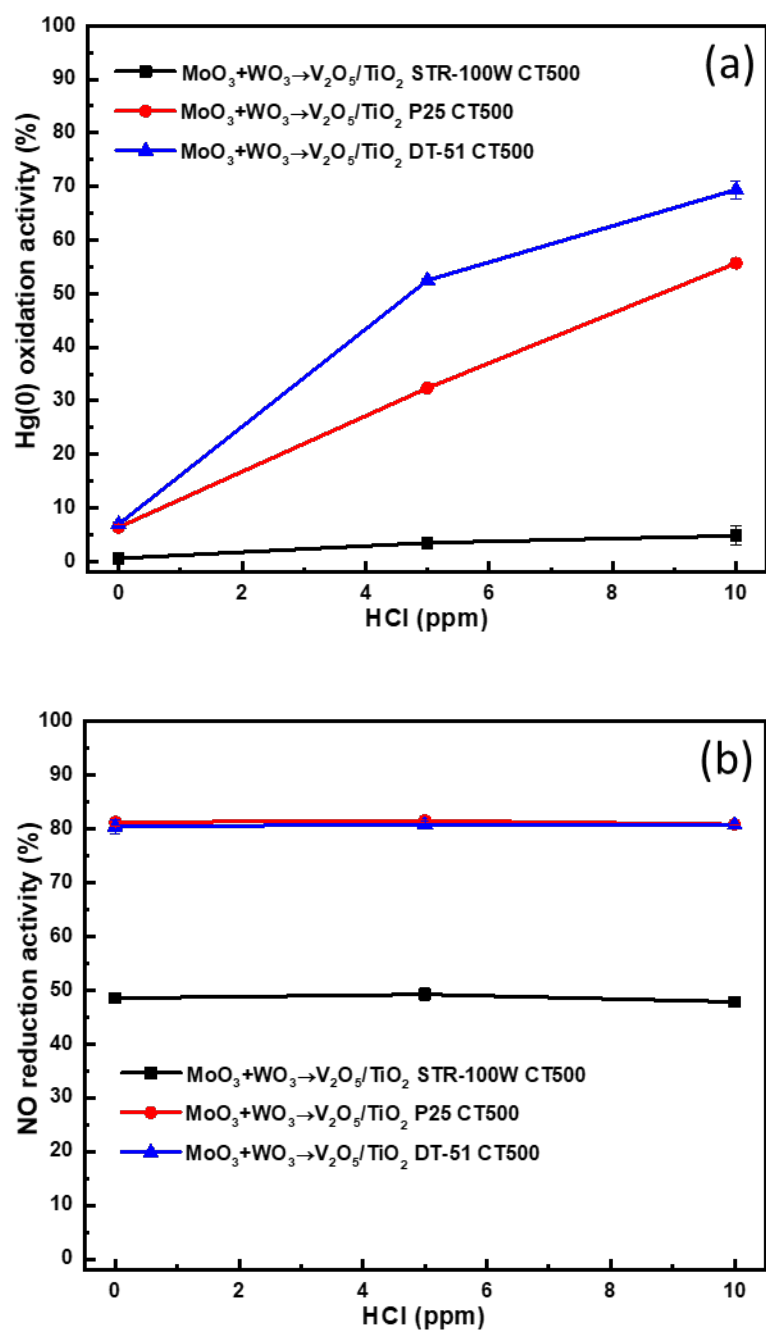 (a)
MoO₃+WO₃→V₂O₅/TiO₂ STR-100W CT500
MoO₃+WO₃→V₂O₅/TiO₂ P25 CT500
MoO₃+WO₃→V₂O₅/TiO₂ DT-51 CT500
Hg(0) oxidation activity (%)
100
90
80
70
60
50
40
30
20
10
0
0 2 4 6 8 10
HCl (ppm)
(b)
NO reduction activity (%)
100
90
80
70
60
50
40
30
20
10
0
MoO₃+WO₃→V₂O₅/TiO₂ STR-100W CT500
MoO₃+WO₃→V₂O₅/TiO₂ P25 CT500
MoO₃+WO₃→V₂O₅/TiO₂ DT-51 CT500
0 2 4 6 8 10
HCl (ppm)